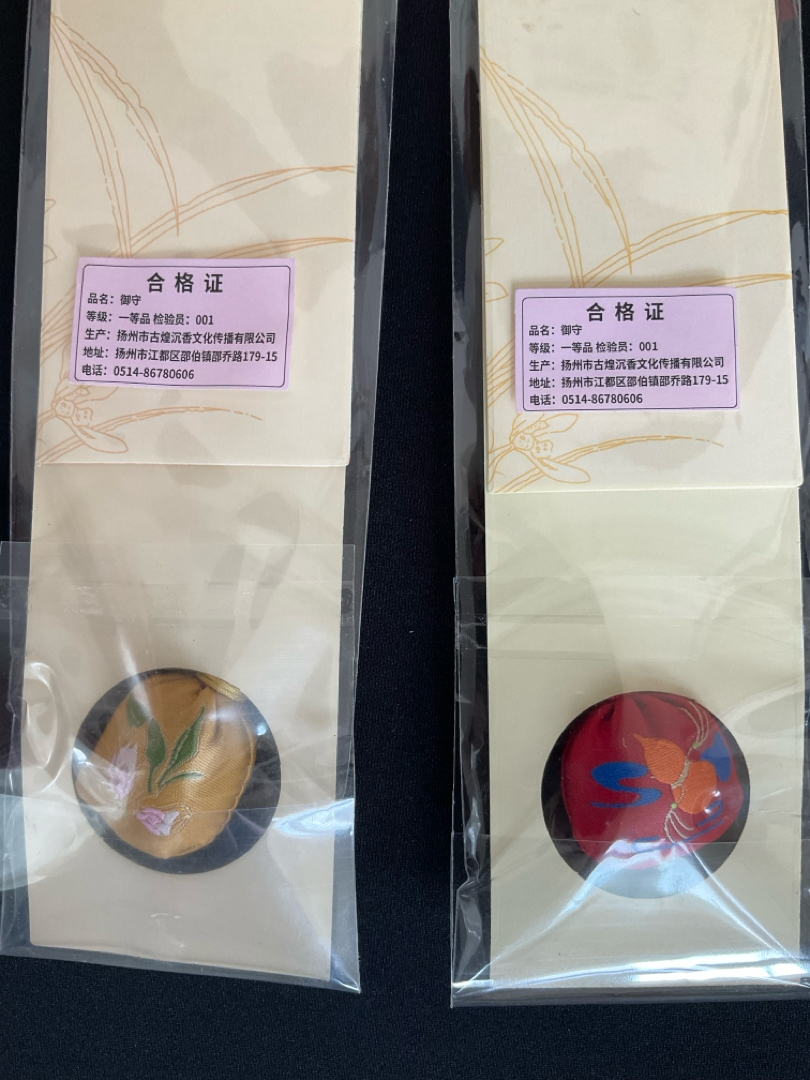 合格证
品名：御守
等级：一等品 检验员：001
生产：扬州市古煌沉香文化传播有限公司
地址：扬州市江都区邵伯镇邵乔路179-15
电话：0514-86780606
合格证
品名：御守
等级：一等品 检验员：001
生产：扬州市古煌沉香文化传播有限公司
地址：扬州市江都区邵伯镇邵乔路179-15
电话：0514-86780606